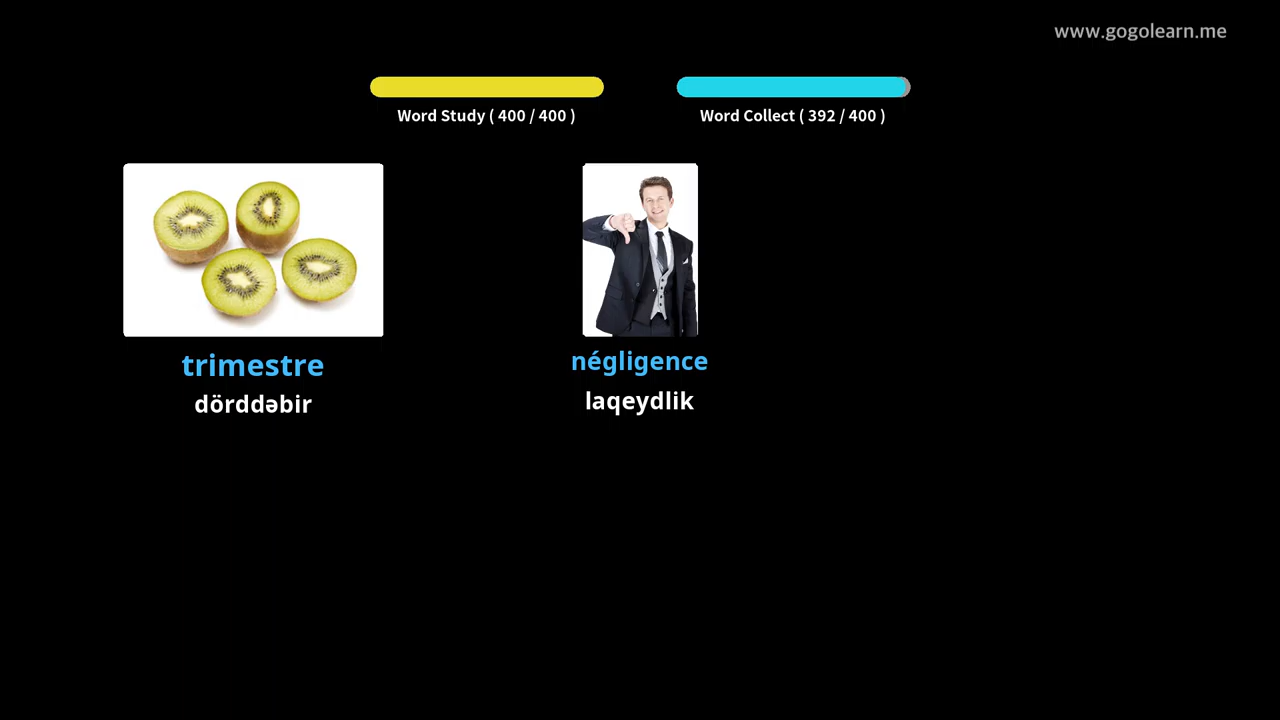 www.gogolearn.me
Word Study ( 400 / 400 )
Word Collect ( 392 / 400 )
trimestre
dörddəbir
négligence
laqeydlik